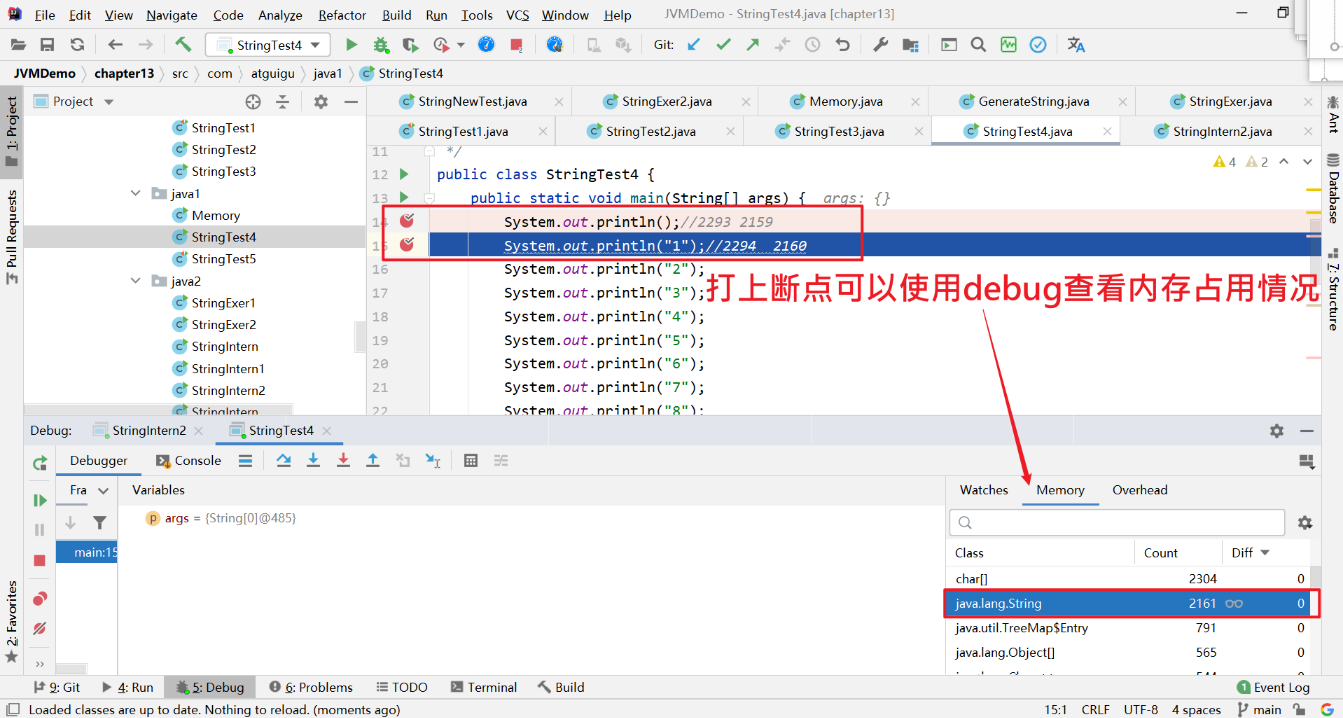 File Edit View Navigate Code Analyze Refactor Build Run Tools VCS Window Help JVMDemo - StringTest4.java [chapter13]
StringTest4 Git:
JVMDemo chapter13 src com atguigu java1 StringTest4
1: Project
Pull Requests
2: Favorites
Project
StringTest1
StringTest2
StringTest3
java1
Memory
StringTest4
StringTest5
java2
StringExer1
StringExer2
StringIntern
StringIntern1
StringIntern2
StringIntern
StringNewTest.java StringExer2.java Memory.java GenerateString.java StringExer.java
StringTest1.java StringTest2.java StringTest3.java StringTest4.java StringIntern2.java
4 2
11 */
12 public class StringTest4 {
13 public static void main(String[] args) { args: {}
14 System.out.println();//2293 2159
15 System.out.println("1");//2294 2160
16 System.out.println("2");
17 System.out.println("3");
18 System.out.println("4");
19 System.out.println("5");
20 System.out.println("6");
21 System.out.println("7");
22 System.out.println("8");
打上断点可以使用debug查看内存占用情况
Ant
Database
7: Structure
Debug: StringIntern2 StringTest4
Debugger Console
Fra Variables
main:15
args = {String[0]@485}
Watches Memory Overhead
Class Count Diff
char[] 2304 0
java.lang.String 2161 0
java.util.TreeMap$Entry 791 0
java.lang.Object[] 565 0
9: Git 4: Run 5: Debug 6: Problems TODO Terminal Build 1 Event Log
Loaded classes are up to date. Nothing to reload. (moments ago) 15:1 CRLF UTF-8 4 spaces main